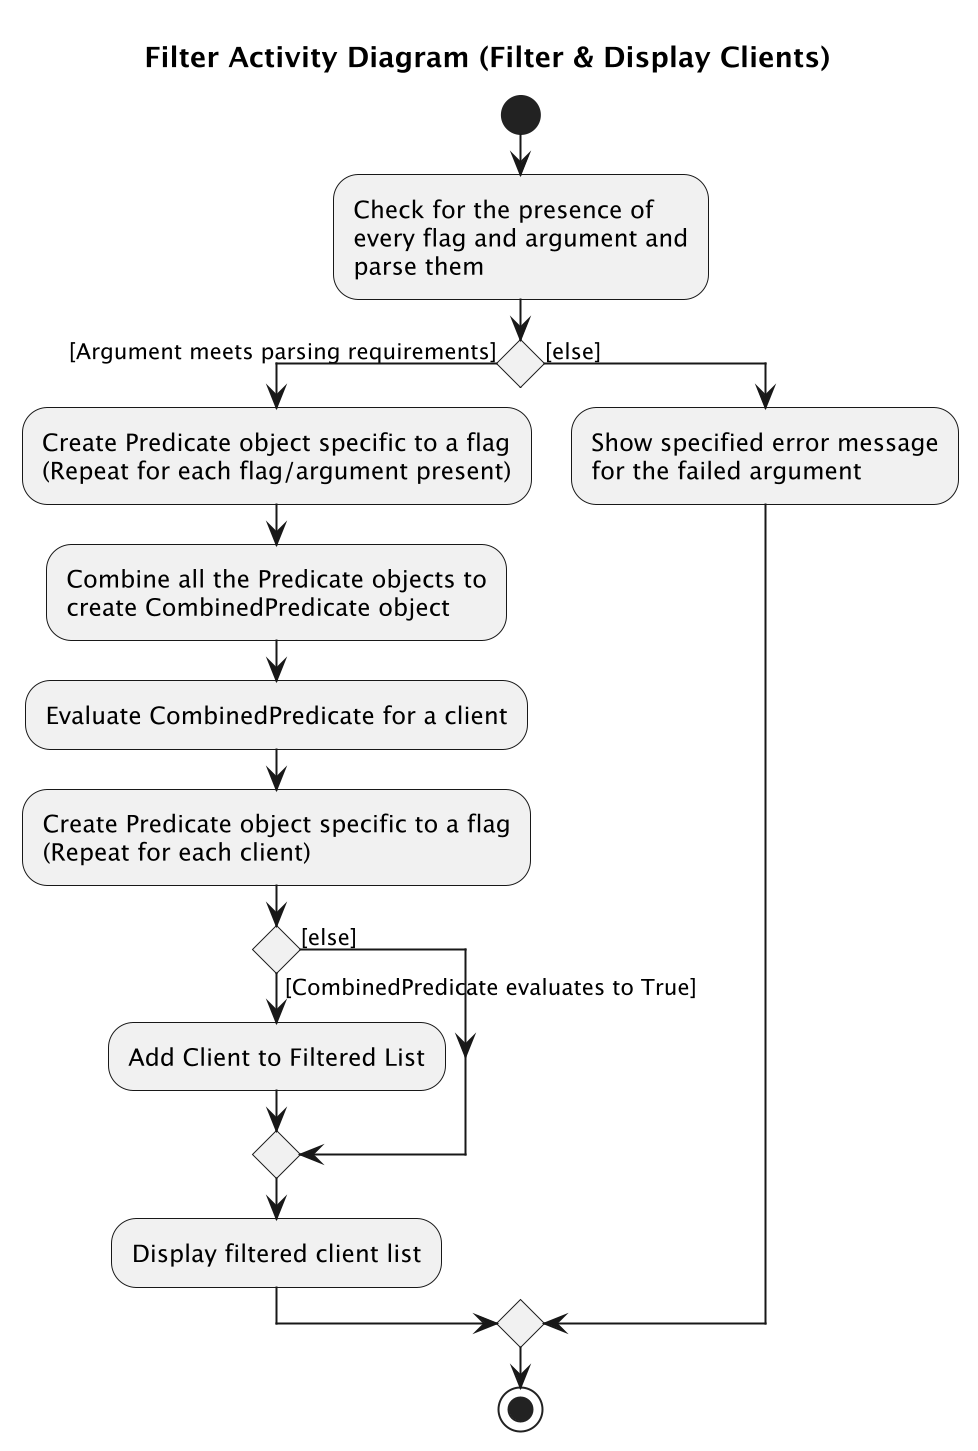 Filter Activity Diagram (Filter & Display Clients)
Check for the presence of
every flag and argument and
parse them
[Argument meets parsing requirements]
[else]
Create Predicate object specific to a flag
(Repeat for each flag/argument present)
Show specified error message
for the failed argument
Combine all the Predicate objects to
create CombinedPredicate object
Evaluate CombinedPredicate for a client
Create Predicate object specific to a flag
(Repeat for each client)
[else]
[CombinedPredicate evaluates to True]
Add Client to Filtered List
Display filtered client list